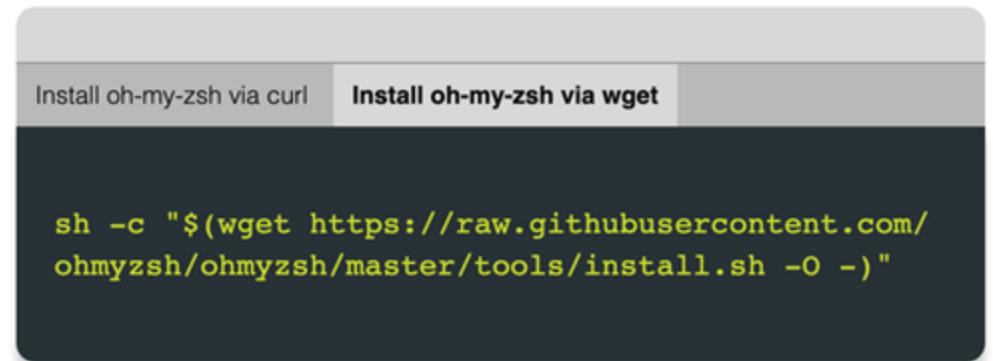 Install oh-my-zsh via curl Install oh-my-zsh via wget
sh -c "$(wget https://raw.githubusercontent.com/
ohmyzsh/ohmyzsh/master/tools/install.sh -O -)"